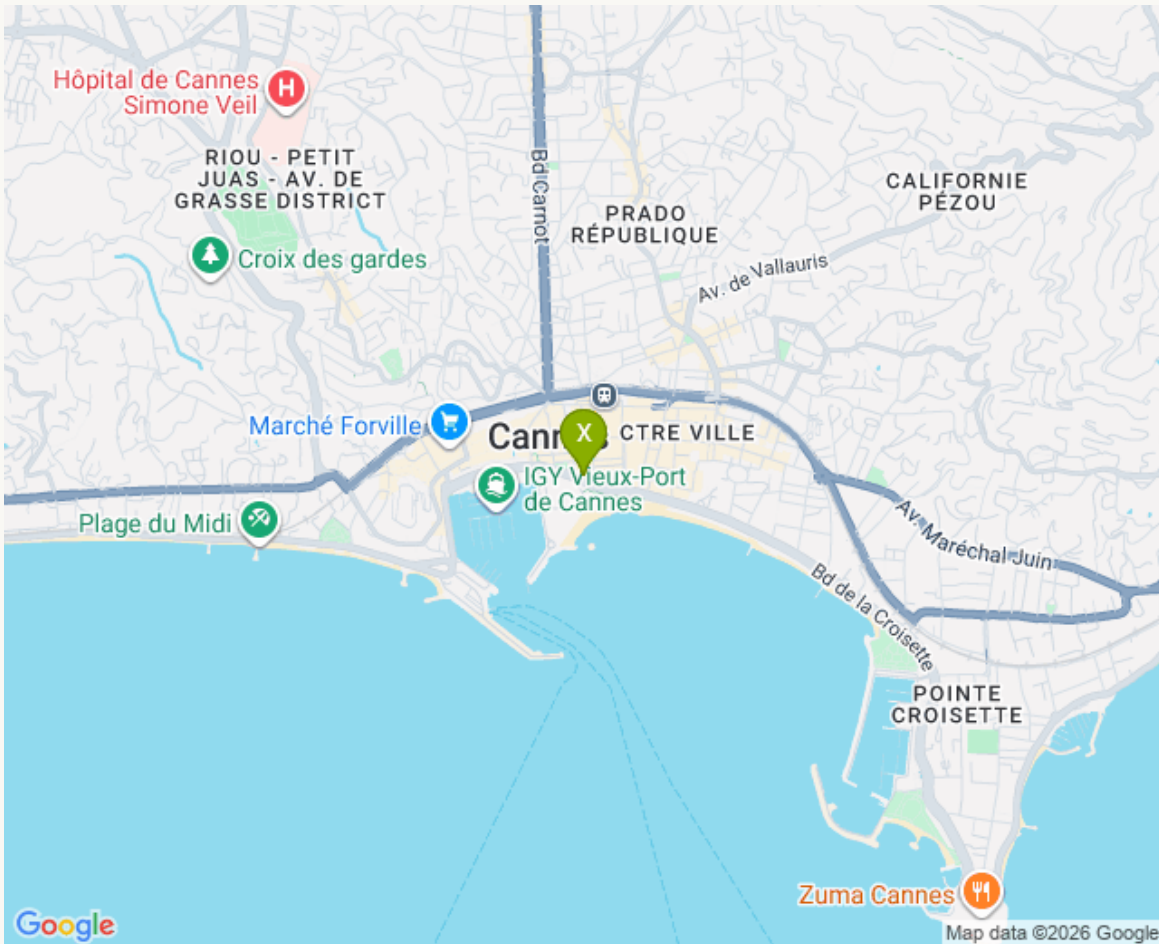 Hôpital de Cannes
Simone Veil
H
RIOU - PETIT
JUAS - AV. DE
GRASSE DISTRICT
Croix des gardes
Bd Carnot
PRADO
RÉPUBLIQUE
CALIFORNIE
PÉZOU
Av. de Vallauris
Marché Forville
X
CTRE VILLE
IGY Vieux-Port
de Cannes
Plage du Midi
Av. Maréchal Juin
Bd de la Croisette
POINTE
CROISETTE
Zuma Cannes
Google
Map data ©2026 Google